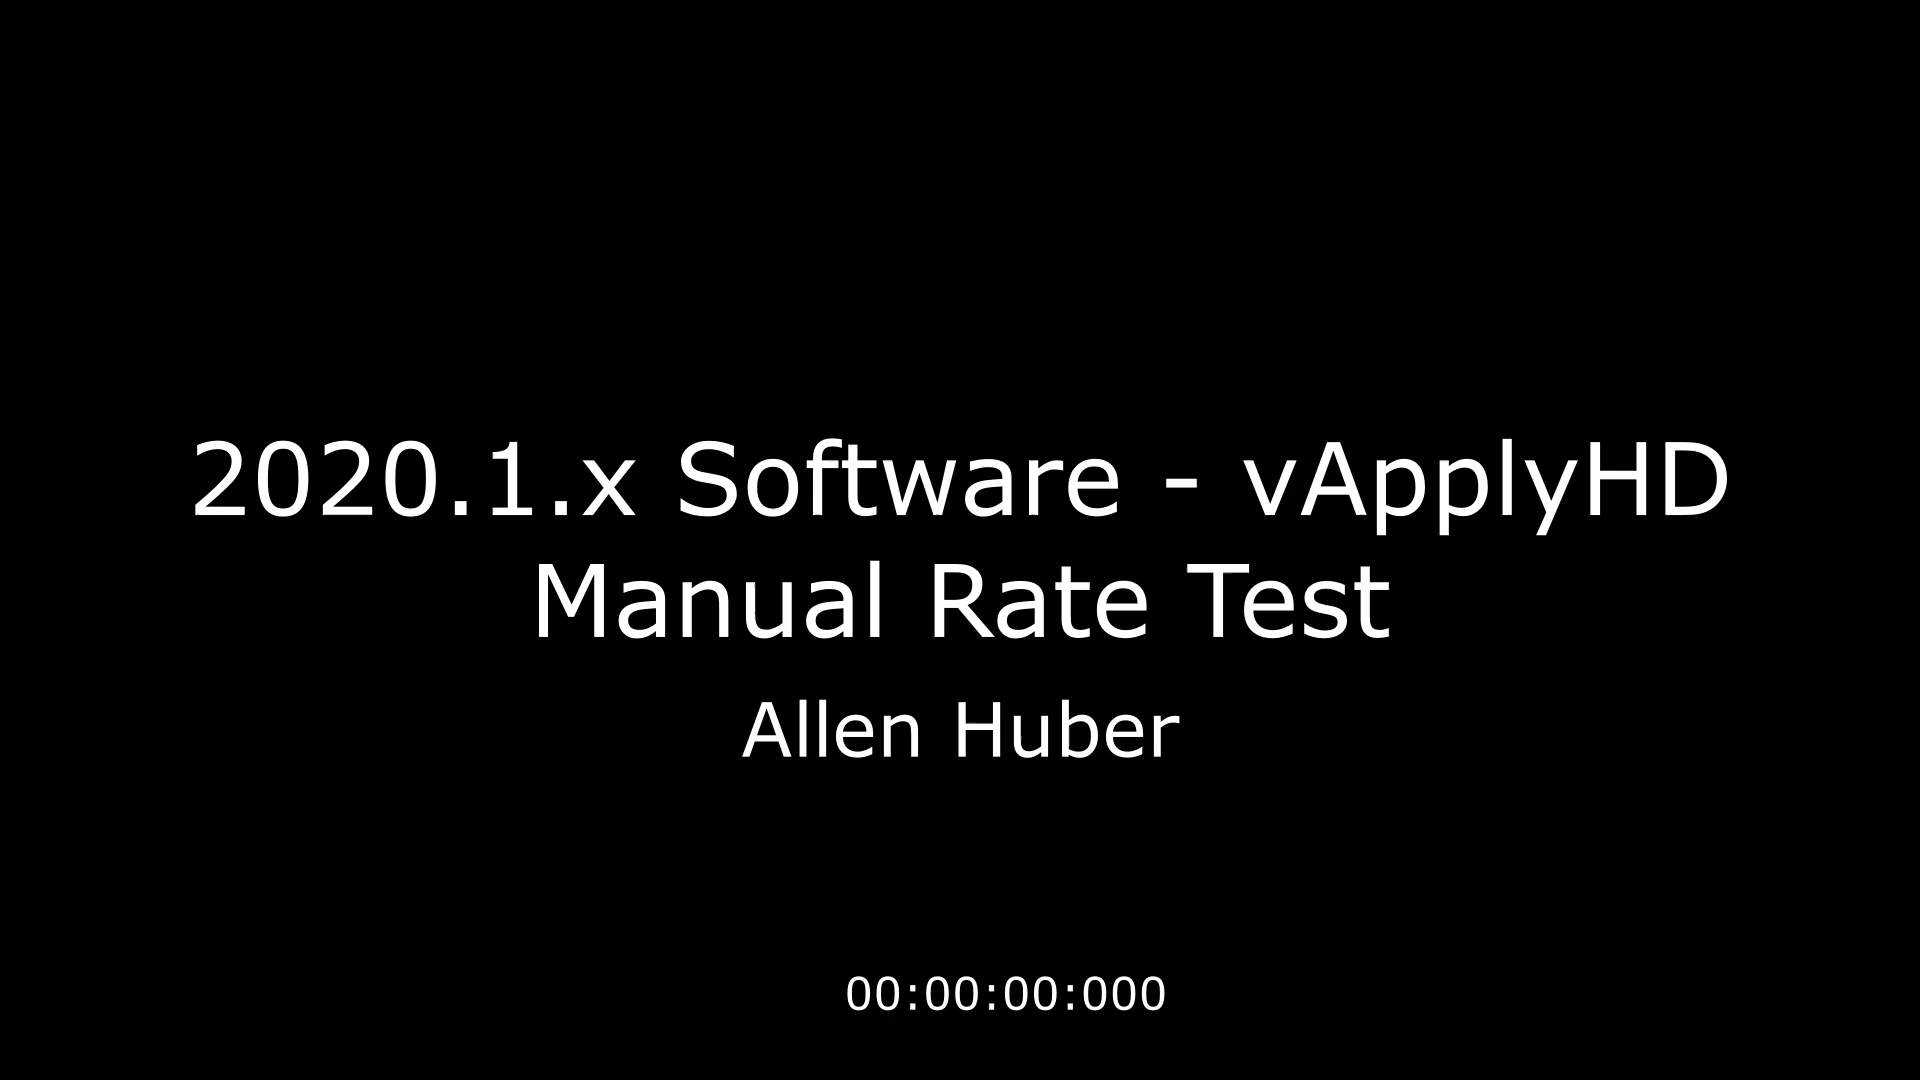 2020.1.x Software - vApplyHD
Manual Rate Test
Allen Huber
00:00:00:000